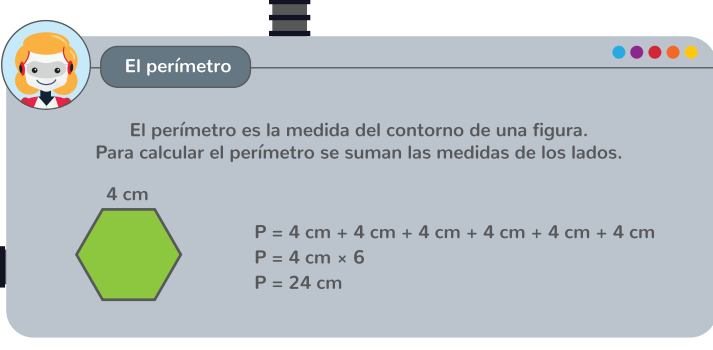 El perímetro
El perímetro es la medida del contorno de una figura.
Para calcular el perímetro se suman las medidas de los lados.
4 cm
P = 4 cm + 4 cm + 4 cm + 4 cm + 4 cm + 4 cm
P = 4 cm × 6
P = 24 cm